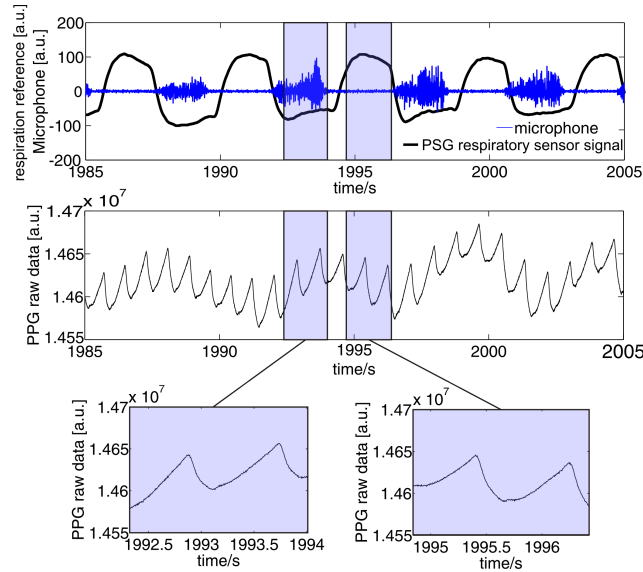 respiration reference [a.u.]
Microphone [a.u.]
200
100
0
-100
-200
microphone
PSG respiratory sensor signal
1985 1990 1995 2000 2005
time/s
x 10^7
PPG raw data [a.u.]
1.47
1.465
1.46
1.455
1985 1990 1995 2000 2005
time/s
x 10^7
PPG raw data [a.u.]
1.47
1.465
1.46
1.455
1992.5 1993 1993.5 1994
time/s
x 10^7
PPG raw data [a.u.]
1.47
1.465
1.46
1.455
1995 1995.5 1996
time/s